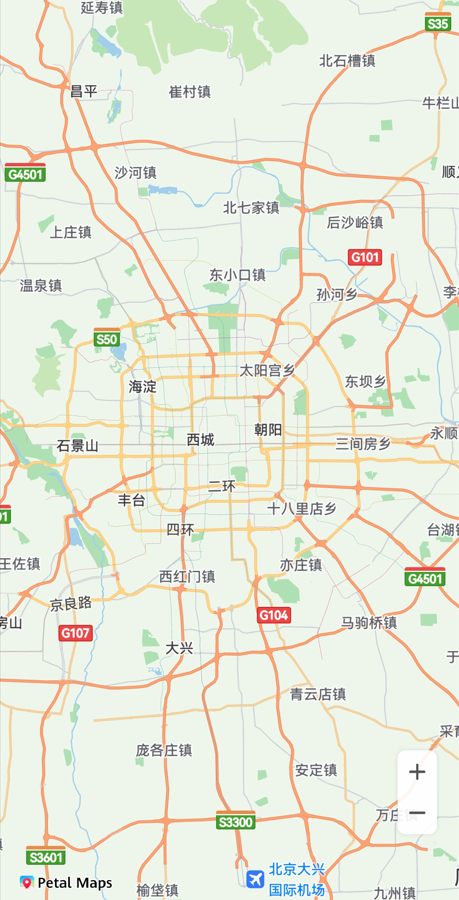 延寿镇
S35
北石槽镇
昌平
崔村镇
牛栏山
G4501
沙河镇
顺义
北七家镇
后沙峪镇
上庄镇
G101
东小口镇
温泉镇
孙河乡
S50
太阳宫乡
海淀
东坝乡
朝阳
西城
永顺
石景山
三间房乡
二环
丰台
十八里店乡
四环
台湖
王佐镇
亦庄镇
西红门镇
G4501
京良路
房山
G104
马驹桥镇
G107
大兴
于
青云店镇
采育
庞各庄镇
安定镇
+
−
万庄
S3300
S3601
Petal Maps
北京大兴
国际机场
榆垡镇
九州镇